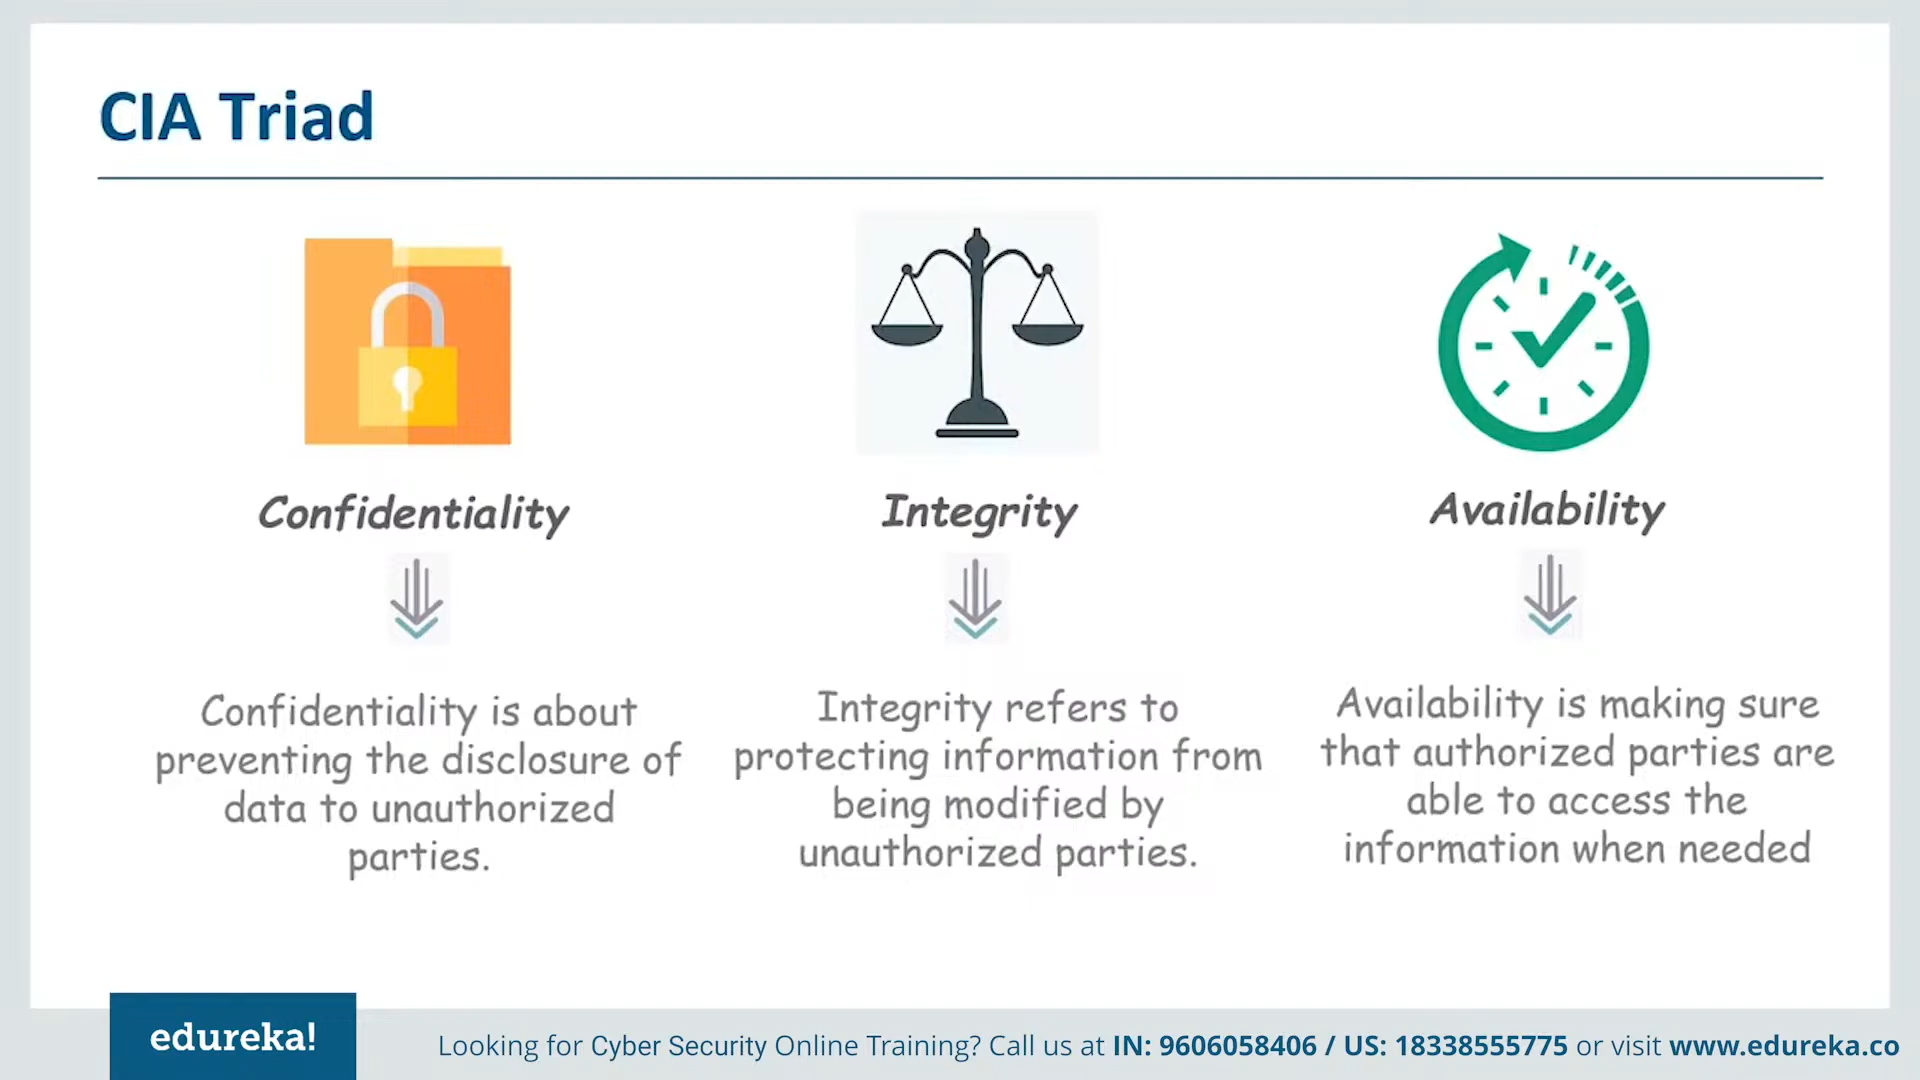 CIA Triad
Confidentiality
Integrity
Availability
Confidentiality is about
preventing the disclosure of
data to unauthorized
parties.
Integrity refers to
protecting information from
being modified by
unauthorized parties.
Availability is making sure
that authorized parties are
able to access the
information when needed
edureka!
Looking for Cyber Security Online Training? Call us at IN: 9606058406 / US: 18338555775 or visit www.edureka.co